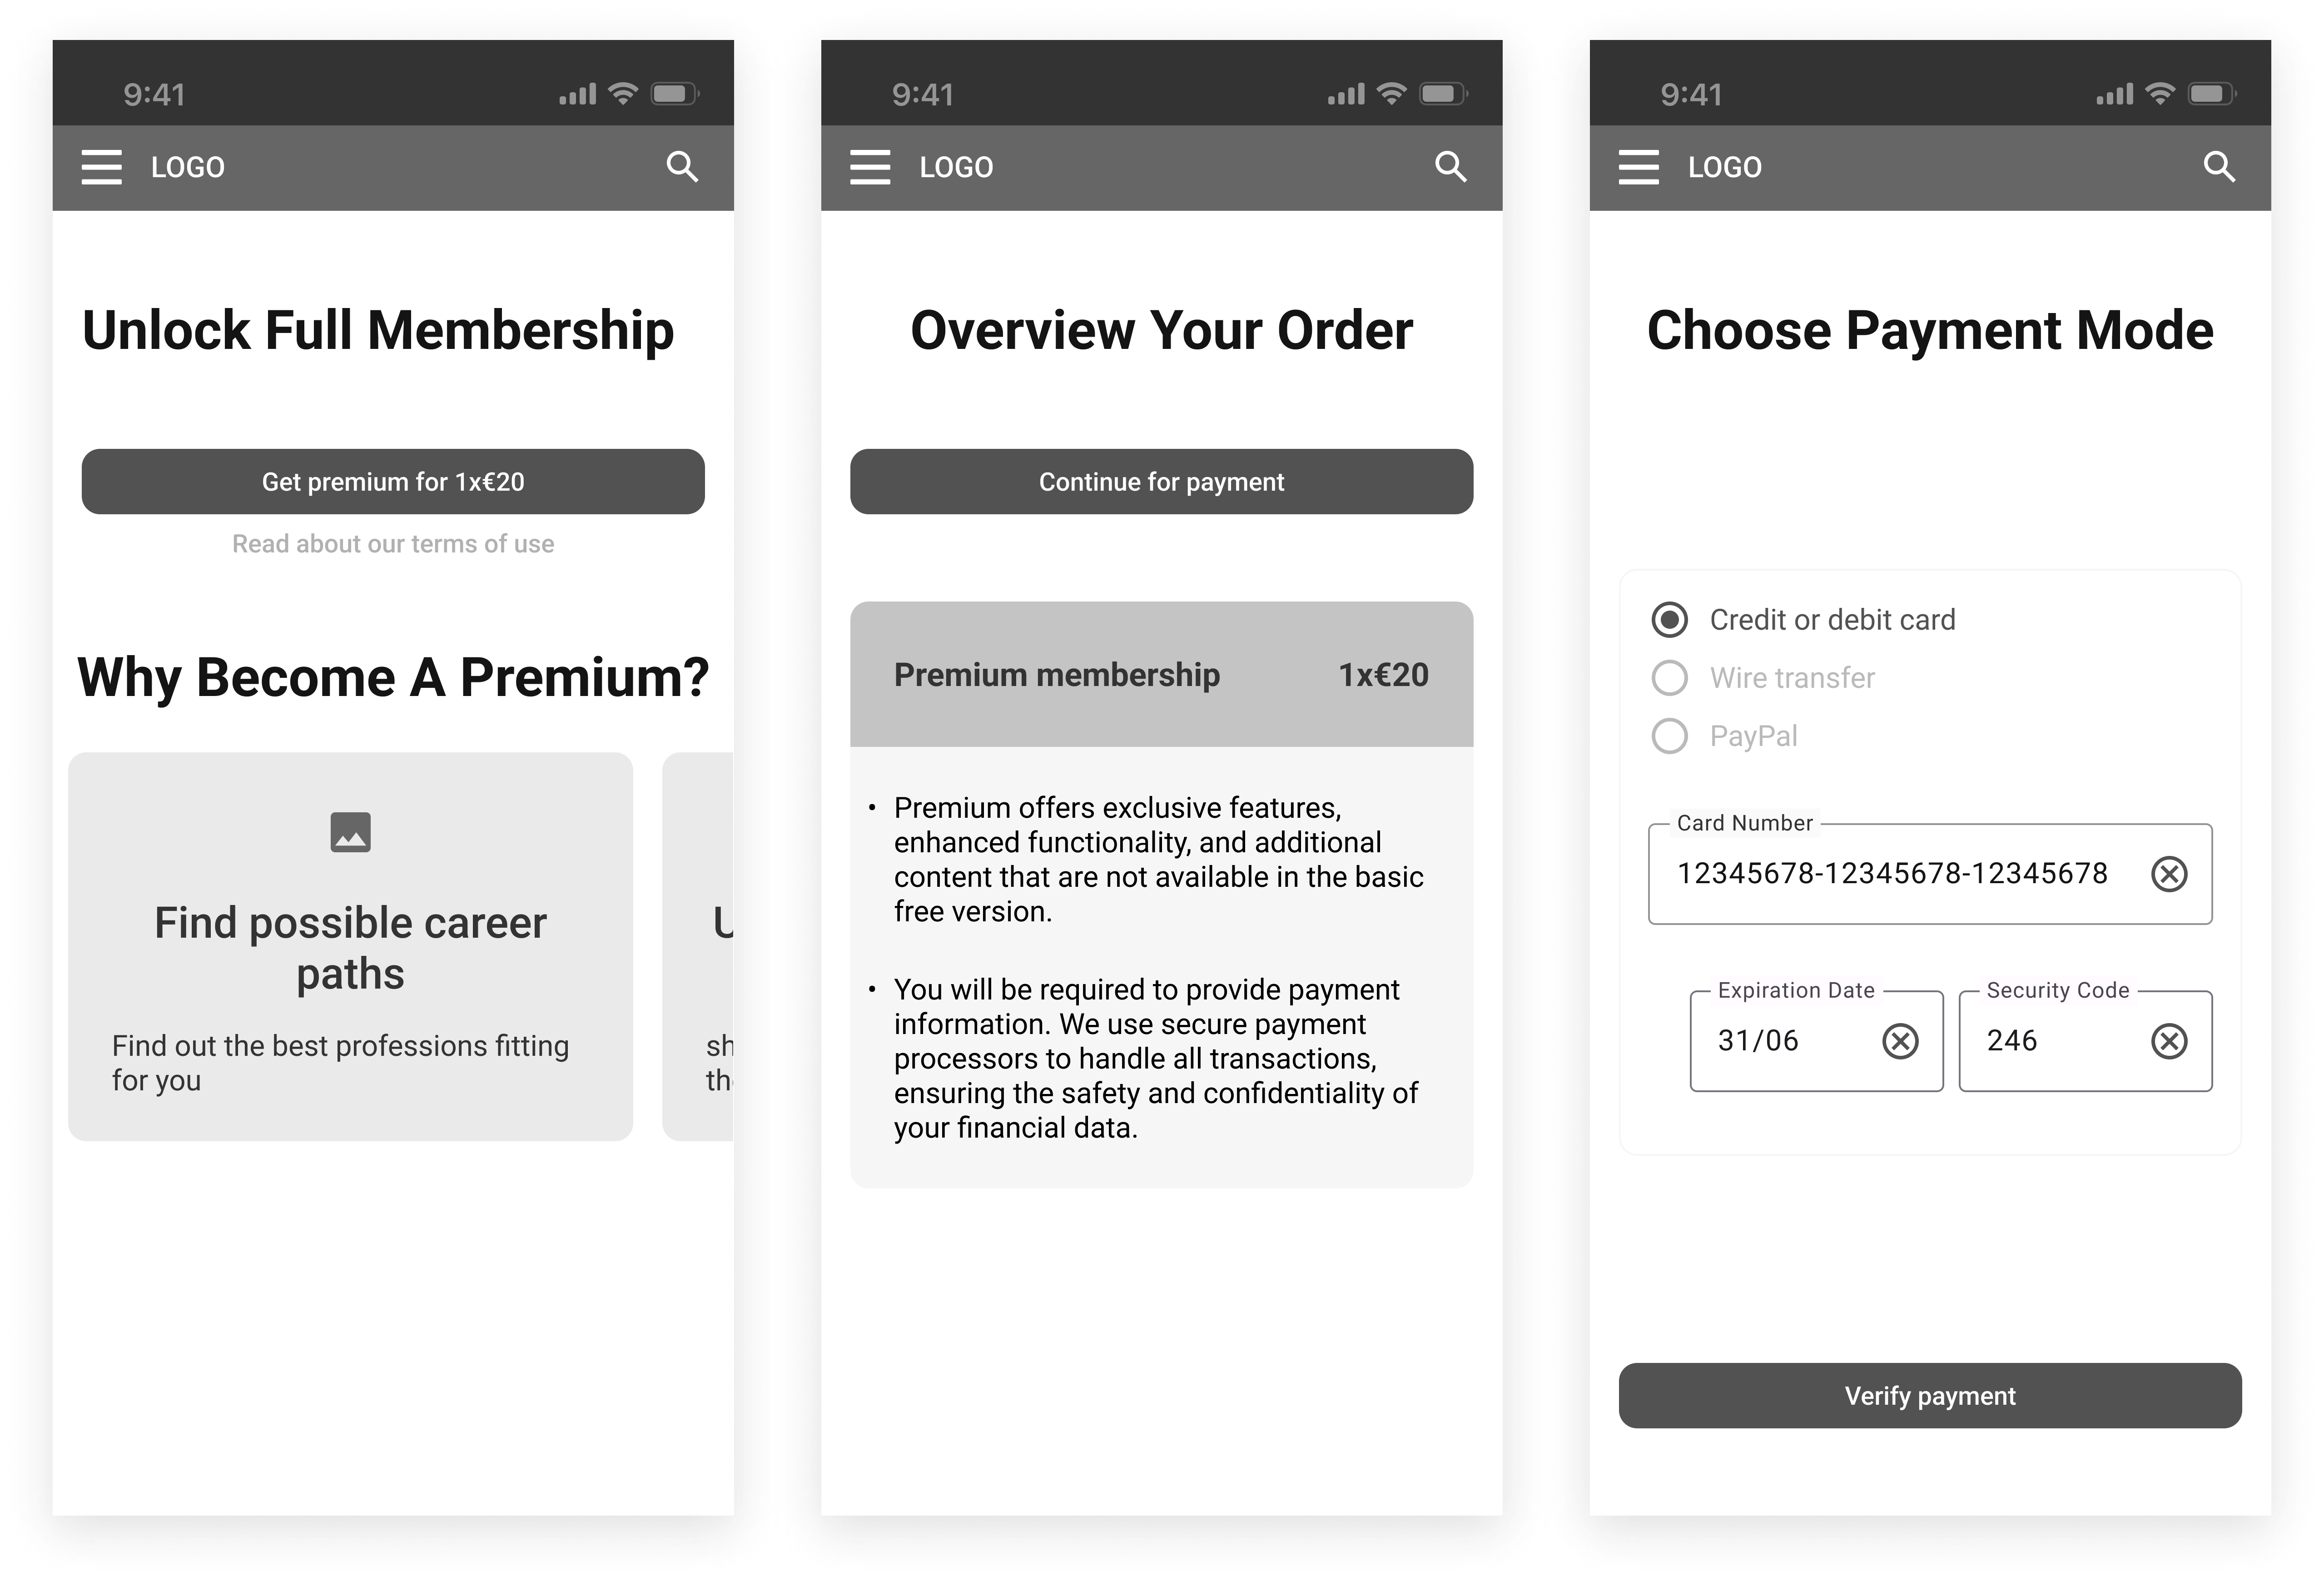 9:41
LOGO
Unlock Full Membership
Get premium for 1x€20
Read about our terms of use
Why Become A Premium?
Find possible career
paths
Find out the best professions fitting
for you
U
sh
th
9:41
LOGO
Overview Your Order
Continue for payment
Premium membership 1x€20
• Premium offers exclusive features,
enhanced functionality, and additional
content that are not available in the basic
free version.
• You will be required to provide payment
information. We use secure payment
processors to handle all transactions,
ensuring the safety and confidentiality of
your financial data.
9:41
LOGO
Choose Payment Mode
Credit or debit card
Wire transfer
PayPal
Card Number
12345678-12345678-12345678
Expiration Date Security Code
31/06 246
Verify payment